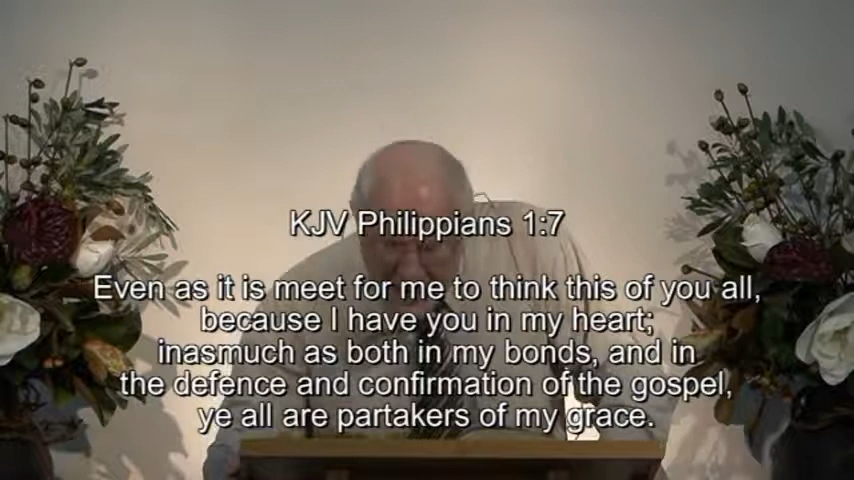 KJV Philippians 1:7
Even as it is meet for me to think this of you all,
because I have you in my heart;
inasmuch as both in my bonds, and in
the defence and confirmation of the gospel,
ye all are partakers of my grace.